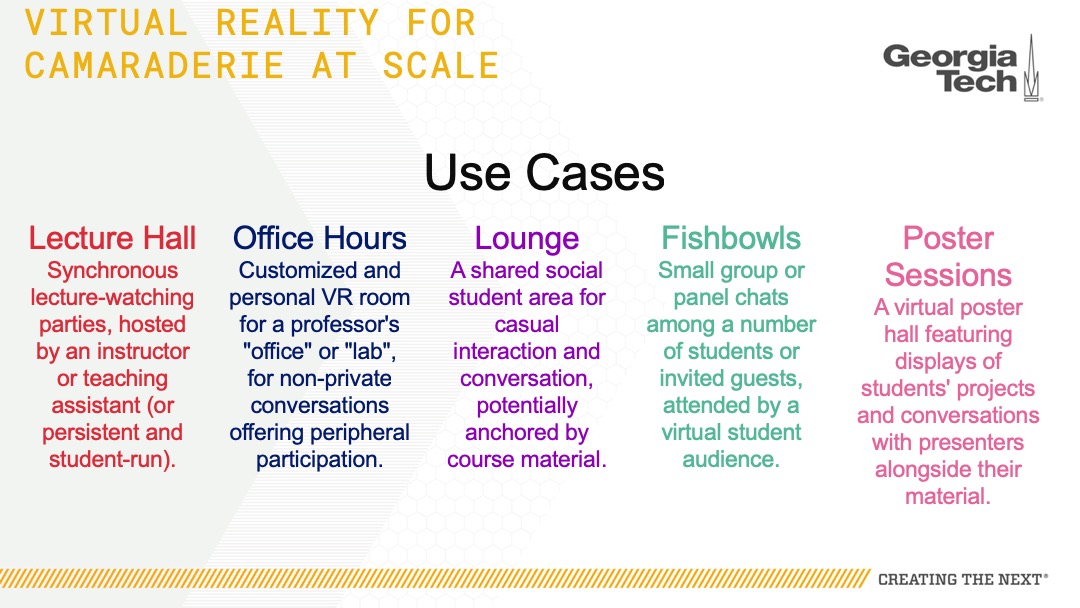 VIRTUAL REALITY FOR
CAMARADERIE AT SCALE
Georgia
Tech
Use Cases
Lecture Hall
Synchronous
lecture-watching
parties, hosted
by an instructor
or teaching
assistant (or
persistent and
student-run).
Office Hours
Customized and
personal VR room
for a professor's
"office" or "lab",
for non-private
conversations
offering peripheral
participation.
Lounge
A shared social
student area for
casual
interaction and
conversation,
potentially
anchored by
course material.
Fishbowls
Small group or
panel chats
among a number
of students or
invited guests,
attended by a
virtual student
audience.
Poster
Sessions
A virtual poster
hall featuring
displays of
students' projects
and conversations
with presenters
alongside their
material.
CREATING THE NEXT®